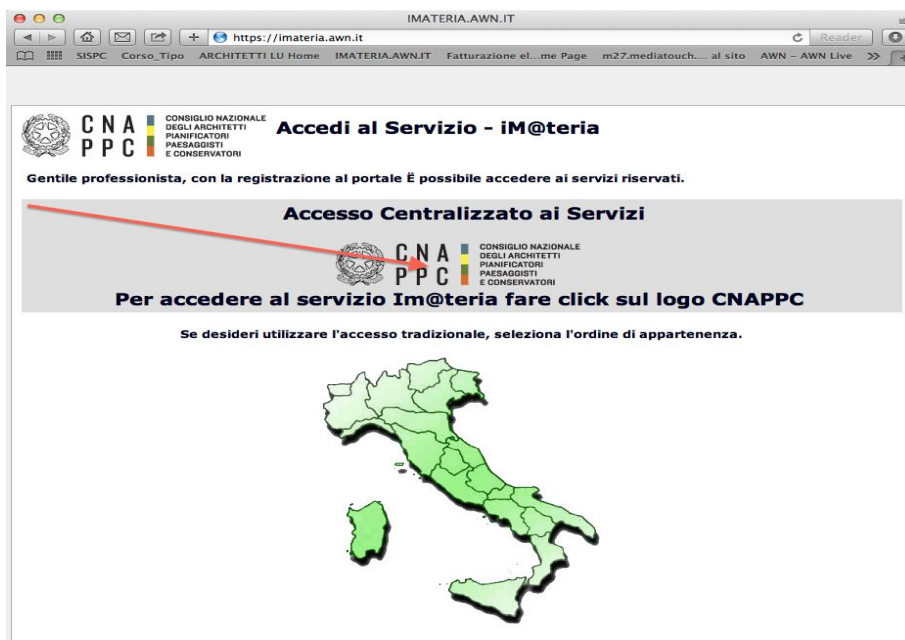 IMATERIA.AWN.IT
https://imateria.awn.it
Reader
SISPC Corso_Tipo ARCHITETTI LU Home IMATERIA.AWN.IT Fatturazione el...me Page m27.mediatouch.... al sito AWN – AWN Live
CNA
PPC
CONSIGLIO NAZIONALE
DEGLI ARCHITETTI
PIANIFICATORI
PAESAGGISTI
E CONSERVATORI
Accedi al Servizio - iM@teria
Gentile professionista, con la registrazione al portale Ë possibile accedere ai servizi riservati.
Accesso Centralizzato ai Servizi
CNA
PPC
CONSIGLIO NAZIONALE
DEGLI ARCHITETTI
PIANIFICATORI
PAESAGGISTI
E CONSERVATORI
Per accedere al servizio Im@teria fare click sul logo CNAPPC
Se desideri utilizzare l'accesso tradizionale, seleziona l'ordine di appartenenza.